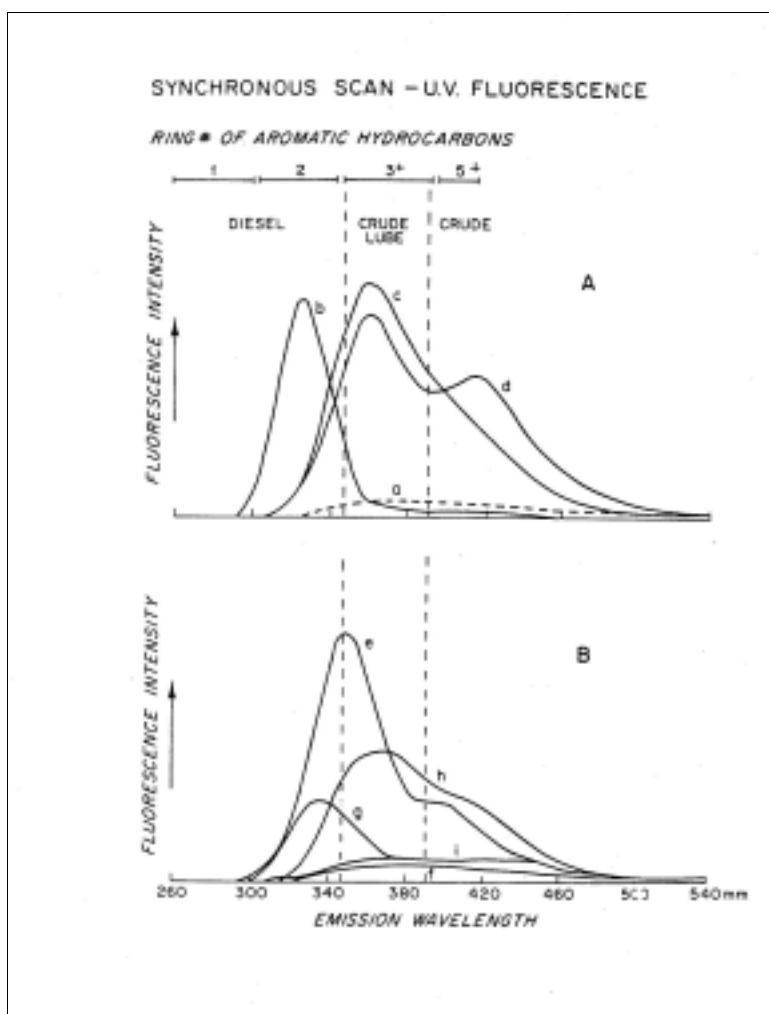 SYNCHRONOUS SCAN – U.V. FLUORESCENCE
RING # OF AROMATIC HYDROCARBONS
1 2 3+ 5+
DIESEL CRUDE LUBE CRUDE
FLUORESCENCE INTENSITY
A
b
c
d
a
FLUORESCENCE INTENSITY
B
e
g
h
i
260 300 340 380 420 460 540 mm
EMISSION WAVELENGTH